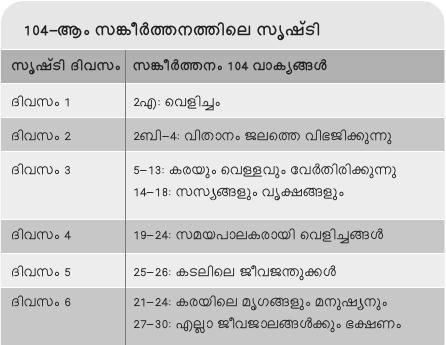 104-ആം സങ്കീർത്തനത്തിലെ സൃഷ്ടി
സൃഷ്ടി ദിവസം സങ്കീർത്തനം 104 വാക്യങ്ങൾ
ദിവസം 1 2എ: വെളിച്ചം
ദിവസം 2 2ബി-4: വിതാനം ജലത്തെ വിഭജിക്കുന്നു
ദിവസം 3 5-13: കരയും വെള്ളവും വേർതിരിക്കുന്നു
14-18: സസ്യങ്ങളും വൃക്ഷങ്ങളും
ദിവസം 4 19-24: സമയപാലകരായി വെളിച്ചങ്ങൾ
ദിവസം 5 25-26: കടലിലെ ജീവജന്തുക്കൾ
ദിവസം 6 21-24: കരയിലെ മൃഗങ്ങളും മനുഷ്യനും
27-30: എല്ലാ ജീവജാലങ്ങൾക്കും ഭക്ഷണം